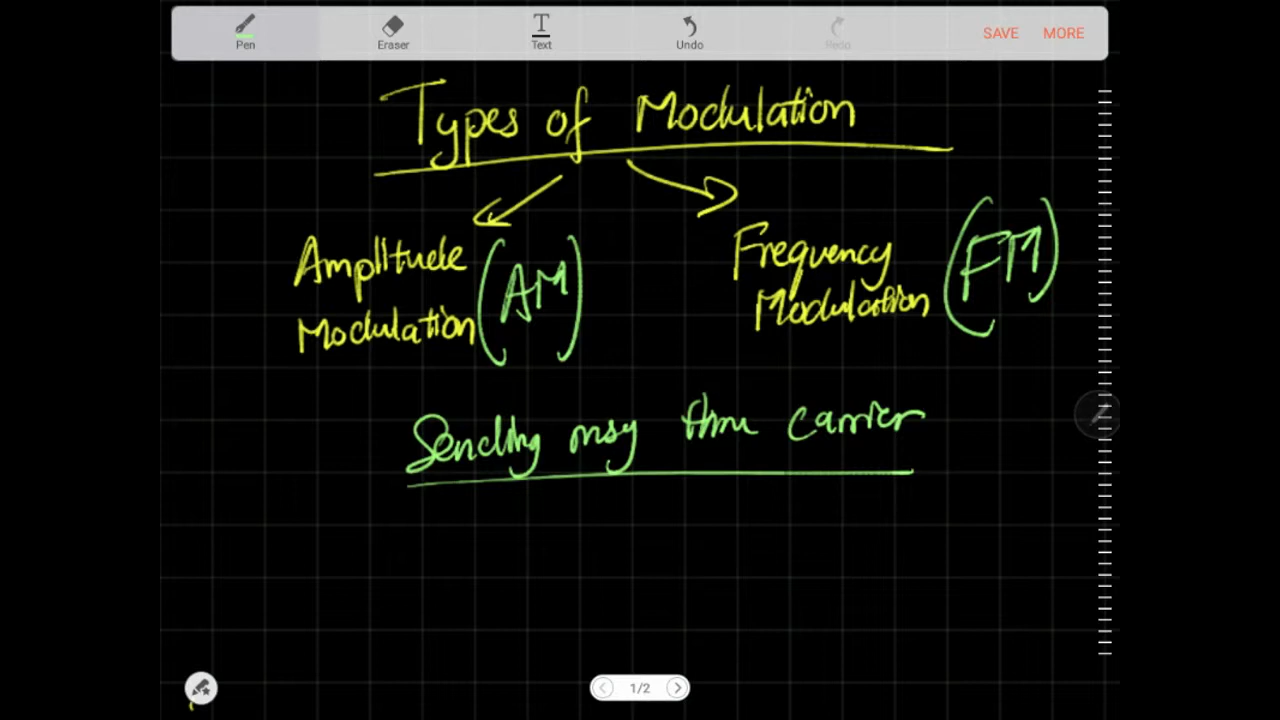 Pen
Eraser
Text
Undo
Redo
SAVE
MORE
Types of Modulation
Amplitude
Modulation (AM)
Frequency
Modulation (FM)
Sending msg thru carrier
1/2